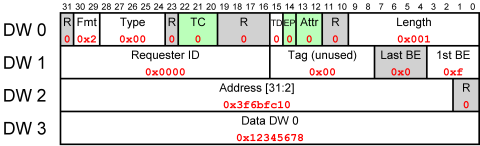 31 30 29 28 27 26 25 24 23 22 21 20 19 18 17 16 15 14 13 12 11 10 9 8 7 6 5 4 3 2 1 0
DW 0 R Fmt Type R TC R TD EP Attr R Length
0 0x2 0x00 0 0 0 0 0 0 0 0x001
DW 1 Requester ID Tag (unused) Last BE 1st BE
0x0000 0x00 0x0 0xf
DW 2 Address [31:2] R
0x3f6bfc10 0
DW 3 Data DW 0
0x12345678